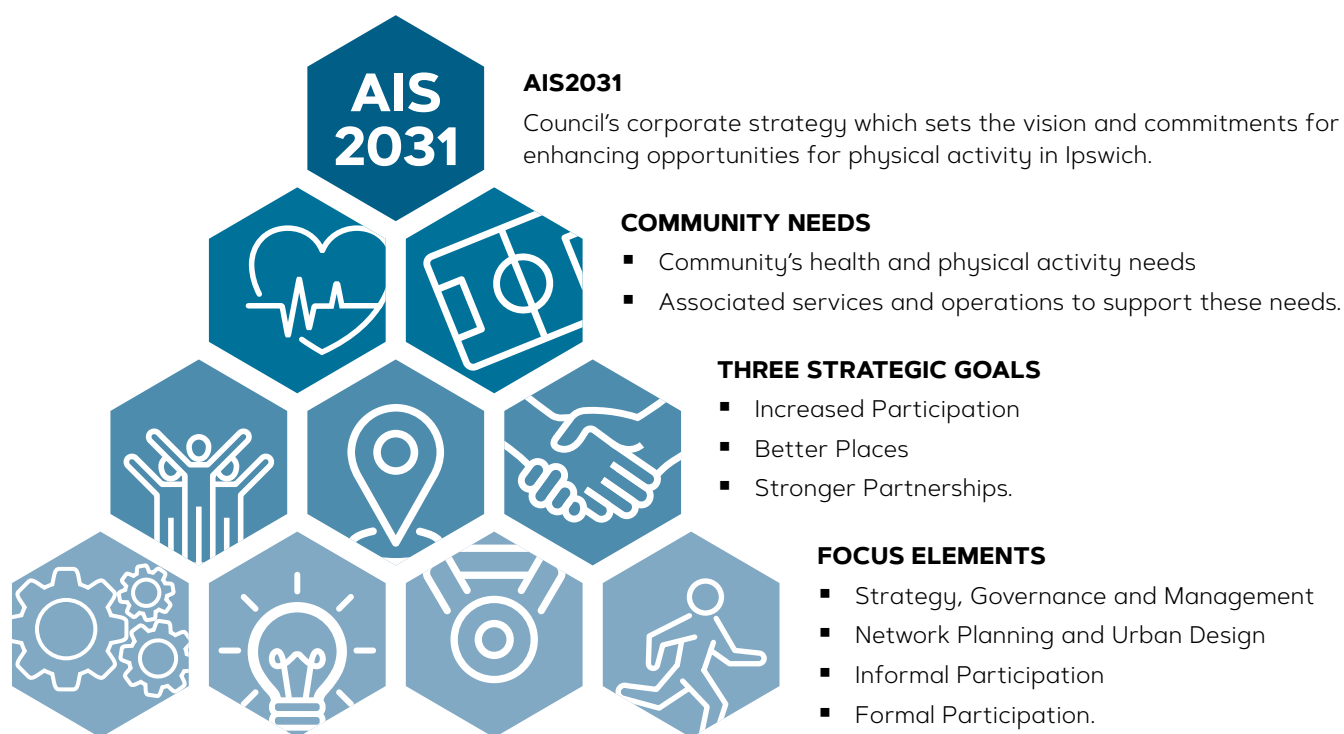 AIS
2031
AIS2031
Council's corporate strategy which sets the vision and commitments for
enhancing opportunities for physical activity in Ipswich.
COMMUNITY NEEDS
▪ Community's health and physical activity needs
▪ Associated services and operations to support these needs.
THREE STRATEGIC GOALS
▪ Increased Participation
▪ Better Places
▪ Stronger Partnerships.
FOCUS ELEMENTS
▪ Strategy, Governance and Management
▪ Network Planning and Urban Design
▪ Informal Participation
▪ Formal Participation.